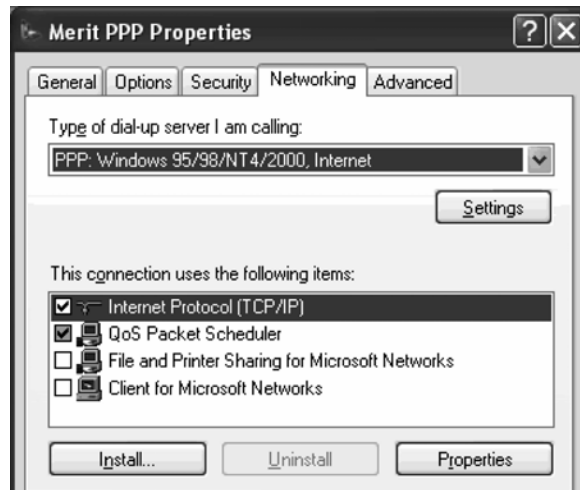 Merit PPP Properties
General Options Security Networking Advanced
Type of dial-up server I am calling:
PPP: Windows 95/98/NT4/2000, Internet
Settings
This connection uses the following items:
Internet Protocol (TCP/IP)
QoS Packet Scheduler
File and Printer Sharing for Microsoft Networks
Client for Microsoft Networks
Install... Uninstall Properties